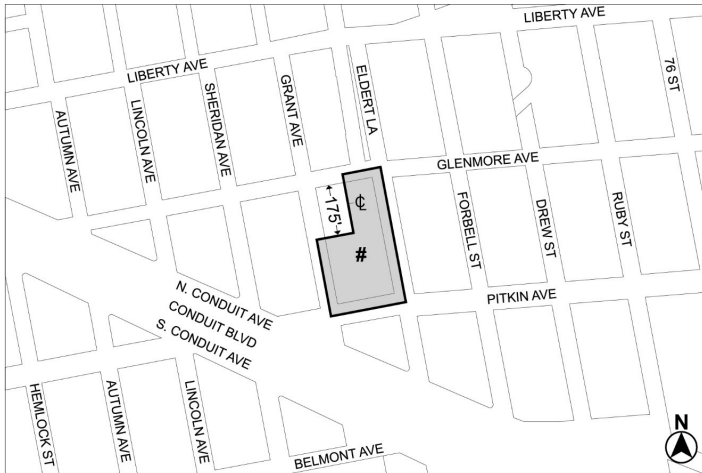 LIBERTY AVE
LIBERTY AVE
76 ST
ELDERT LA
GRANT AVE
SHERIDAN AVE
LINCOLN AVE
AUTUMN AVE
GLENMORE AVE
175'
℄
#
FORBELL ST
DREW ST
RUBY ST
PITKIN AVE
N. CONDUIT AVE
CONDUIT BLVD
S. CONDUIT AVE
HEMLOCK ST
AUTUMN AVE
LINCOLN AVE
BELMONT AVE
N